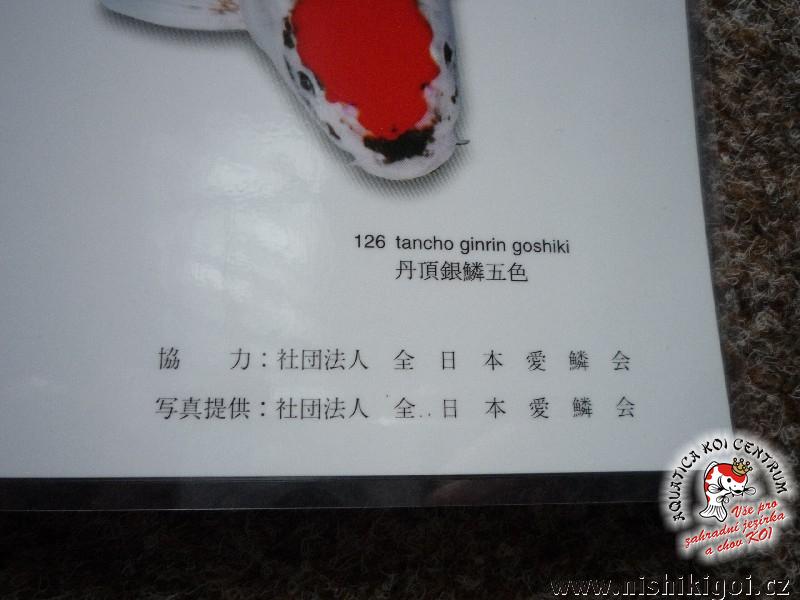 126 tancho ginrin goshiki
丹頂銀鱗五色
協 力：社団法人 全 日 本 愛 鱗 会
写真提供：社団法人 全 日 本 愛 鱗 会
AQUATICA KOI CENTRUM
Vše pro
zahradní jezírka
a chov KOI
www.nishikigoi.cz